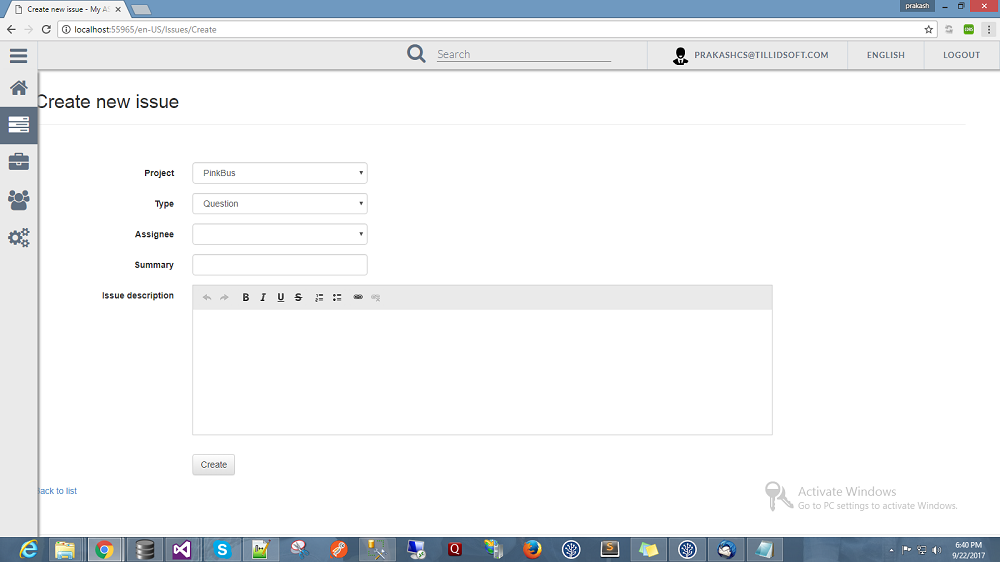 prakash
Create new issue - My A
localhost:55965/en-US/Issues/Create
Search
PRAKASHCS@TILLIDSOFT.COM
ENGLISH
LOGOUT
Create new issue
Project
PinkBus
Type
Question
Assignee
Summary
Issue description
B I U S
Create
ack to list
Activate Windows
Go to PC settings to activate Windows.
6:40 PM
9/22/2017